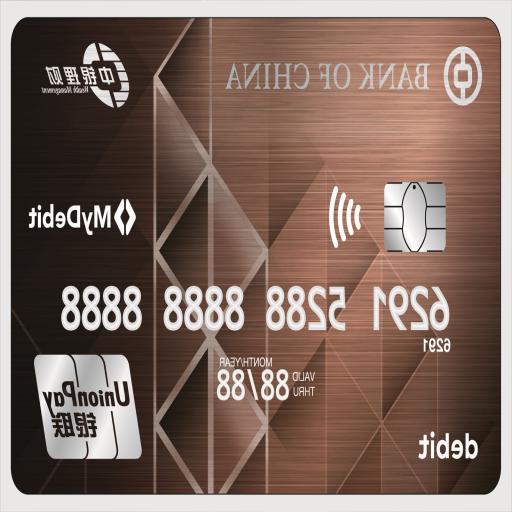 BANK OF CHINA
中银理财
Wealth Management
MyDebit
6291 5288 8888 8888
6291
MONTH/YEAR
VALID THRU 88/88
UnionPay
银联
debit